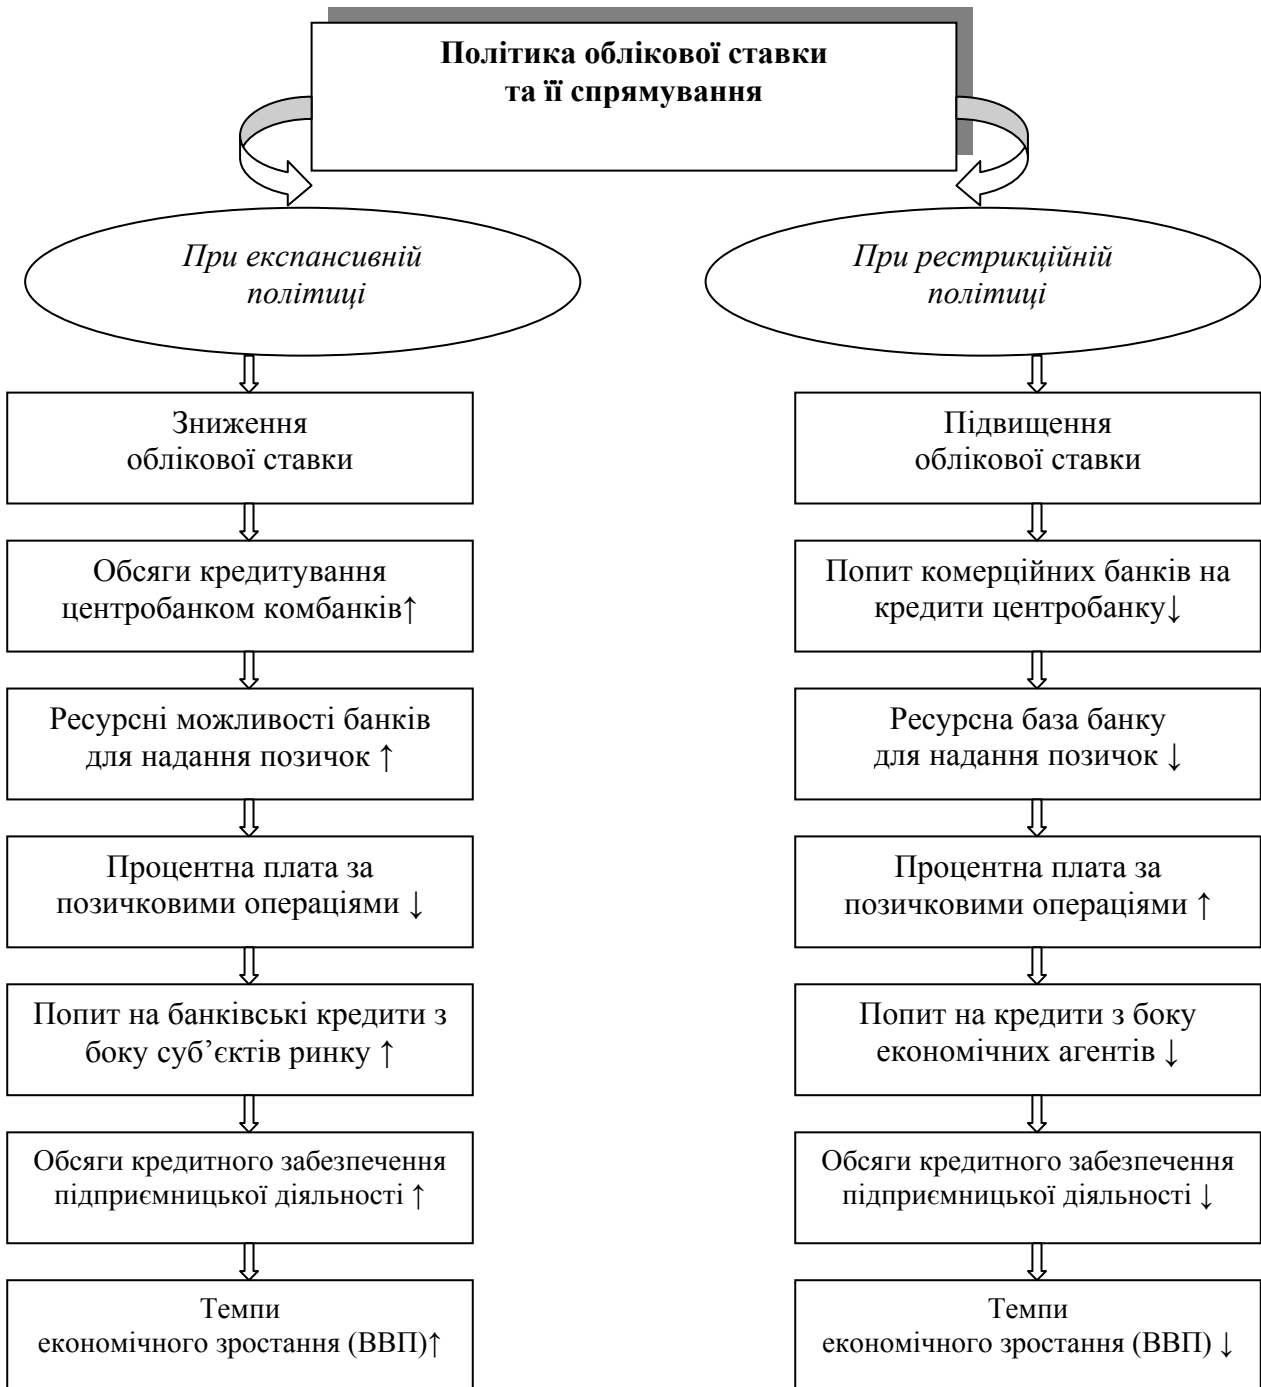 Політика облікової ставки
та її спрямування
При експансивній
політиці
Зниження
облікової ставки
Обсяги кредитування
центробанком комбанків↑
Ресурсні можливості банків
для надання позичок ↑
Процентна плата за
позичковими операціями ↓
Попит на банківські кредити з
боку суб’єктів ринку ↑
Обсяги кредитного забезпечення
підприємницької діяльності ↑
Темпи
економічного зростання (ВВП)↑
При рестрикційній
політиці
Підвищення
облікової ставки
Попит комерційних банків на
кредити центробанку↓
Ресурсна база банку
для надання позичок ↓
Процентна плата за
позичковими операціями ↑
Попит на кредити з боку
економічних агентів ↓
Обсяги кредитного забезпечення
підприємницької діяльності ↓
Темпи
економічного зростання (ВВП) ↓